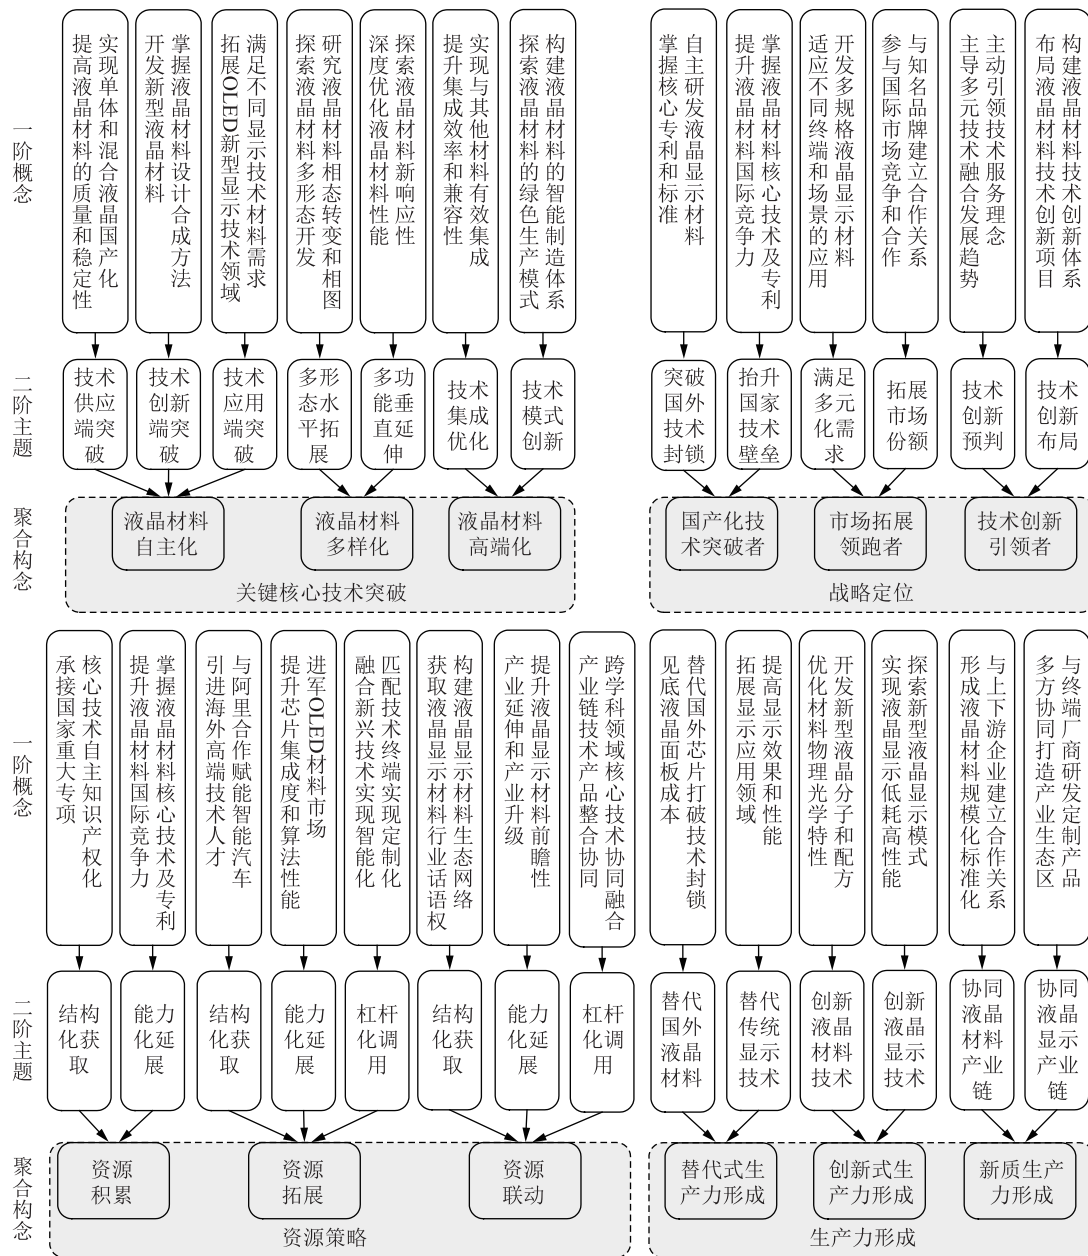 一阶概念
实现单体和混合液晶国产化
提高液晶材料的质量和稳定性
掌握液晶材料设计合成方法
开发新型液晶材料
满足不同显示技术材料需求
拓展OLED新型显示技术领域
研究液晶材料相态转变和相图
探索液晶材料多形态开发
探索液晶材料新响应性
深度优化液晶材料性能
实现与其他材料有效集成
提升集成效率和兼容性
构建液晶材料的智能制造体系
探索液晶材料的绿色生产模式
自主研发液晶显示材料
掌握核心专利和标准
掌握液晶材料核心技术及专利
提升液晶材料国际竞争力
开发多规格液晶显示材料
适应不同终端和场景的应用
与知名品牌建立合作关系
参与国际市场竞争和合作
主动引领技术服务理念
主导多元技术融合发展趋势
构建液晶材料技术创新体系
布局液晶材料技术创新项目
二阶主题
技术
供应
端突
破
技术
创新
端突
破
技术
应用
端突
破
多形
态水
平拓
展
多功
能垂
直延
伸
技术
集成
优化
技术
模式
创新
突破
国外
技术
封锁
抬升
国家
技术
壁垒
满足
多元
化需
求
拓展
市场
份额
技术
创新
预判
技术
创新
布局
聚合构念
液晶材料
自主化
液晶材料
多样化
液晶材料
高端化
关键核心技术突破
国产化技
术突破者
市场拓展
领跑者
技术创新
引领者
战略定位
一阶概念
核心技术自主知识产权化
承接国家重大专项
掌握液晶材料核心技术及专利
提升液晶材料国际竞争力
与阿里合作赋能智能汽车
引进海外高端技术人才
进军OLED材料市场
提升芯片集成度和算法性能
匹配技术终端实现定制化
融合新兴技术实现智能化
构建液晶显示材料生态网络
获取液晶显示材料行业话语权
提升液晶显示材料前瞻性
产业延伸和产业升级
跨学科领域核心技术协同融合
产业链技术产品整合协同
替代国外芯片打破技术封锁
见底液晶面板成本
提高显示效果和性能
拓展显示应用领域
开发新型液晶分子和配方
优化材料物理光学特性
探索新型液晶显示模式
实现液晶显示低耗高性能
与上下游企业建立合作关系
形成液晶材料规模化标准化
与终端厂商研发定制产品
多方协同打造产业生态区
二阶主题
结构
化获
取
能力
延展
结构
化获
取
能力
延展
杠杆
化调
用
结构
化获
取
能力
延展
杠杆
化调
用
替代
国外
液晶
材料
替代
传统
显示
技术
创新
液晶
材料
技术
创新
液晶
显示
技术
协同
液晶
材料
产业
链
协同
液晶
显示
产业
链
聚合构念
资源
积累
资源
拓展
资源
联动
资源策略
替代式生
产力形成
创新式生
产力形成
新质生产
力形成
生产力形成